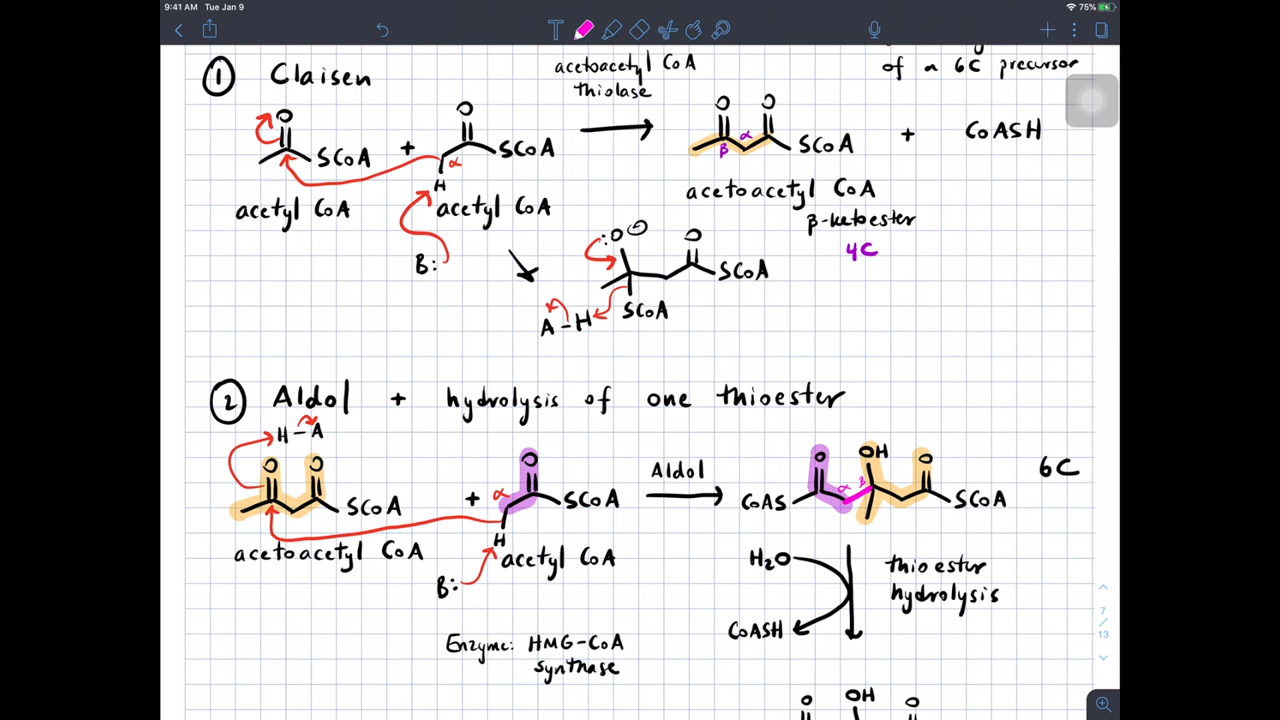 9:41 AM Tue Jan 9
75%
of a 6C precursor
① Claisen
acetoacetyl CoA
thiolase
O
SCoA
+
O
α
H
SCoA
O O
α
β
SCoA
+
CoASH
acetyl CoA
acetyl CoA
acetoacetyl CoA
β-ketoester
4C
B:
:O ⊖
O
SCoA
SCoA
A-H
② Aldol + hydrolysis of one thioester
H-A
O O
SCoA
+
O
α
H
SCoA
Aldol
O
OH
O
α
β
CoAS
SCoA
6C
acetoacetyl CoA
acetyl CoA
B:
H₂O
thioester
hydrolysis
CoASH
Enzyme: HMG-CoA
synthase
7
/
13
O
OH
O